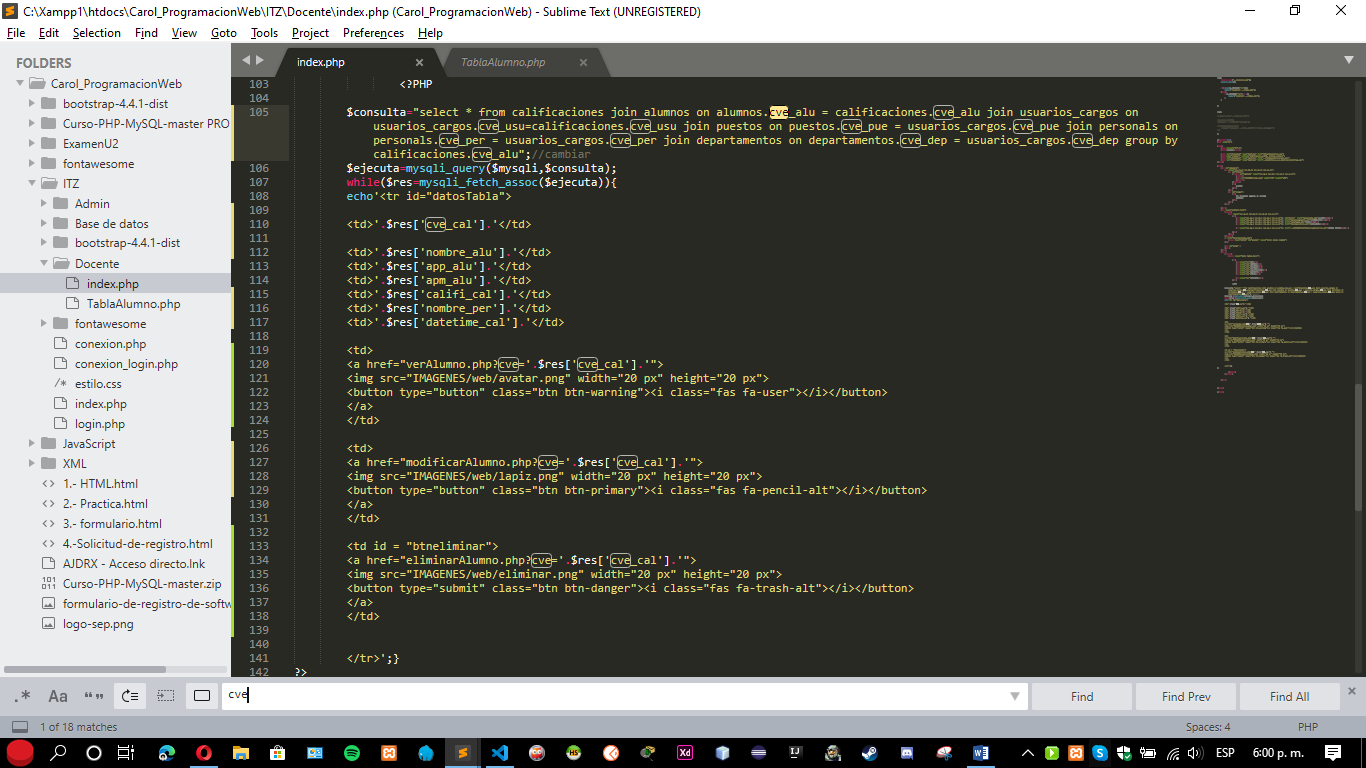 C:\Xampp1\htdocs\Carol_ProgramacionWeb\ITZ\Docente\index.php (Carol_ProgramacionWeb) - Sublime Text (UNREGISTERED)
File Edit Selection Find View Goto Tools Project Preferences Help
FOLDERS
Carol_ProgramacionWeb
bootstrap-4.4.1-dist
Curso-PHP-MySQL-master PRO
ExamenU2
fontawesome
ITZ
Admin
Base de datos
bootstrap-4.4.1-dist
Docente
index.php
TablaAlumno.php
fontawesome
conexion.php
conexion_login.php
/* estilo.css
index.php
login.php
JavaScript
XML
<> 1.- HTML.html
<> 2.- Practica.html
<> 3.- formulario.html
<> 4.-Solicitud-de-registro.html
AJDRX - Acceso directo.lnk
Curso-PHP-MySQL-master.zip
formulario-de-registro-de-softw
logo-sep.png
index.php × TablaAlumno.php ×
103 <?PHP
104
105 $consulta="select * from calificaciones join alumnos on alumnos.cve_alu = calificaciones.cve_alu join usuarios_cargos on
usuarios_cargos.cve_usu=calificaciones.cve_usu join puestos on puestos.cve_pue = usuarios_cargos.cve_pue join personals on
personals.cve_per = usuarios_cargos.cve_per join departamentos on departamentos.cve_dep = usuarios_cargos.cve_dep group by
calificaciones.cve_alu";//cambiar
106 $ejecuta=mysqli_query($mysqli,$consulta);
107 while($res=mysqli_fetch_assoc($ejecuta)){
108 echo'<tr id="datosTabla">
109
110 <td>'.$res['cve_cal'].'</td>
111
112 <td>'.$res['nombre_alu'].'</td>
113 <td>'.$res['app_alu'].'</td>
114 <td>'.$res['apm_alu'].'</td>
115 <td>'.$res['califi_cal'].'</td>
116 <td>'.$res['nombre_per'].'</td>
117 <td>'.$res['datetime_cal'].'</td>
118
119 <td>
120 <a href="verAlumno.php?cve='.$res['cve_cal'].'">
121 <img src="IMAGENES/web/avatar.png" width="20 px" height="20 px">
122 <button type="button" class="btn btn-warning"><i class="fas fa-user"></i></button>
123 </a>
124 </td>
125
126 <td>
127 <a href="modificarAlumno.php?cve='.$res['cve_cal'].'">
128 <img src="IMAGENES/web/lapiz.png" width="20 px" height="20 px">
129 <button type="button" class="btn btn-primary"><i class="fas fa-pencil-alt"></i></button>
130 </a>
131 </td>
132
133 <td id = "btneliminar">
134 <a href="eliminarAlumno.php?cve='.$res['cve_cal'].'">
135 <img src="IMAGENES/web/eliminar.png" width="20 px" height="20 px">
136 <button type="submit" class="btn btn-danger"><i class="fas fa-trash-alt"></i></button>
137 </a>
138 </td>
139
140
141 </tr>';}
142 ?>
.* Aa “” cve Find Find Prev Find All
1 of 18 matches Spaces: 4 PHP
ESP 6:00 p. m.